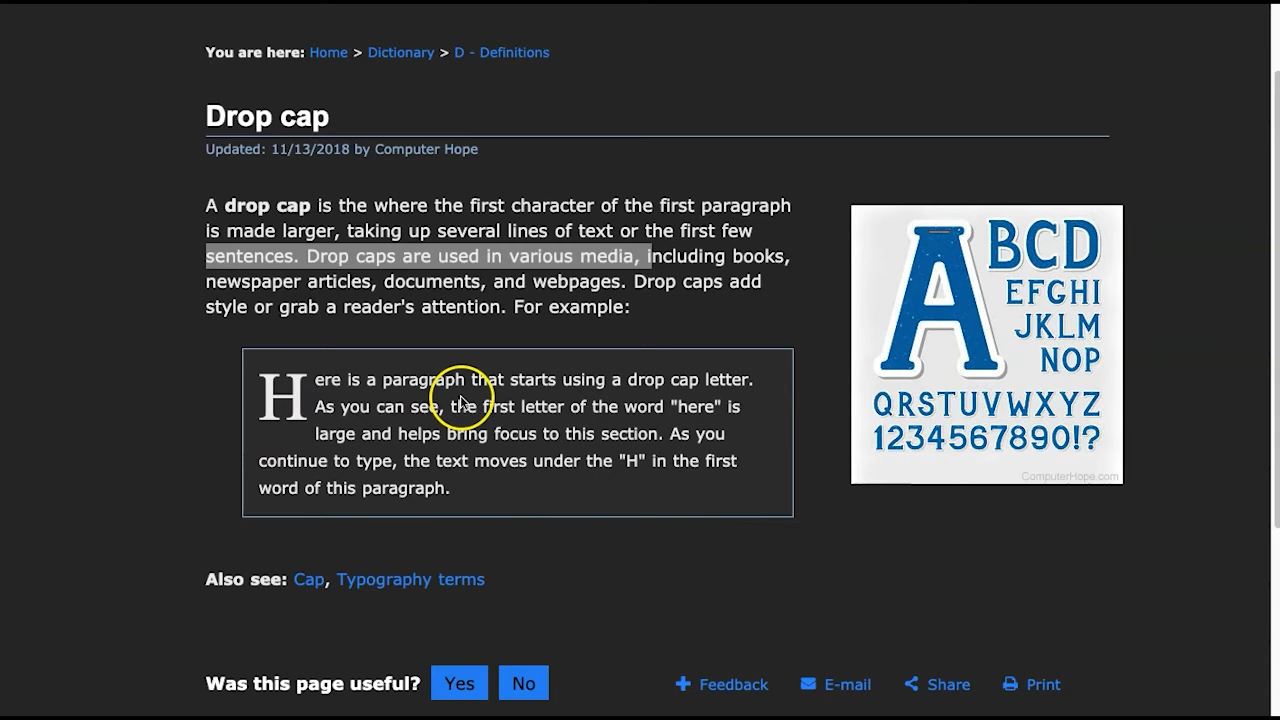 You are here: Home > Dictionary > D - Definitions
Drop cap
Updated: 11/13/2018 by Computer Hope
A drop cap is the where the first character of the first paragraph
is made larger, taking up several lines of text or the first few
sentences. Drop caps are used in various media, including books,
newspaper articles, documents, and webpages. Drop caps add
style or grab a reader's attention. For example:
Here is a paragraph that starts using a drop cap letter.
As you can see, the first letter of the word "here" is
large and helps bring focus to this section. As you
continue to type, the text moves under the "H" in the first
word of this paragraph.
A BCD
EFGHI
JKLM
NOP
QRSTUVWXYZ
1234567890!?
ComputerHope.com
Also see: Cap, Typography terms
Was this page useful? Yes No Feedback E-mail Share Print